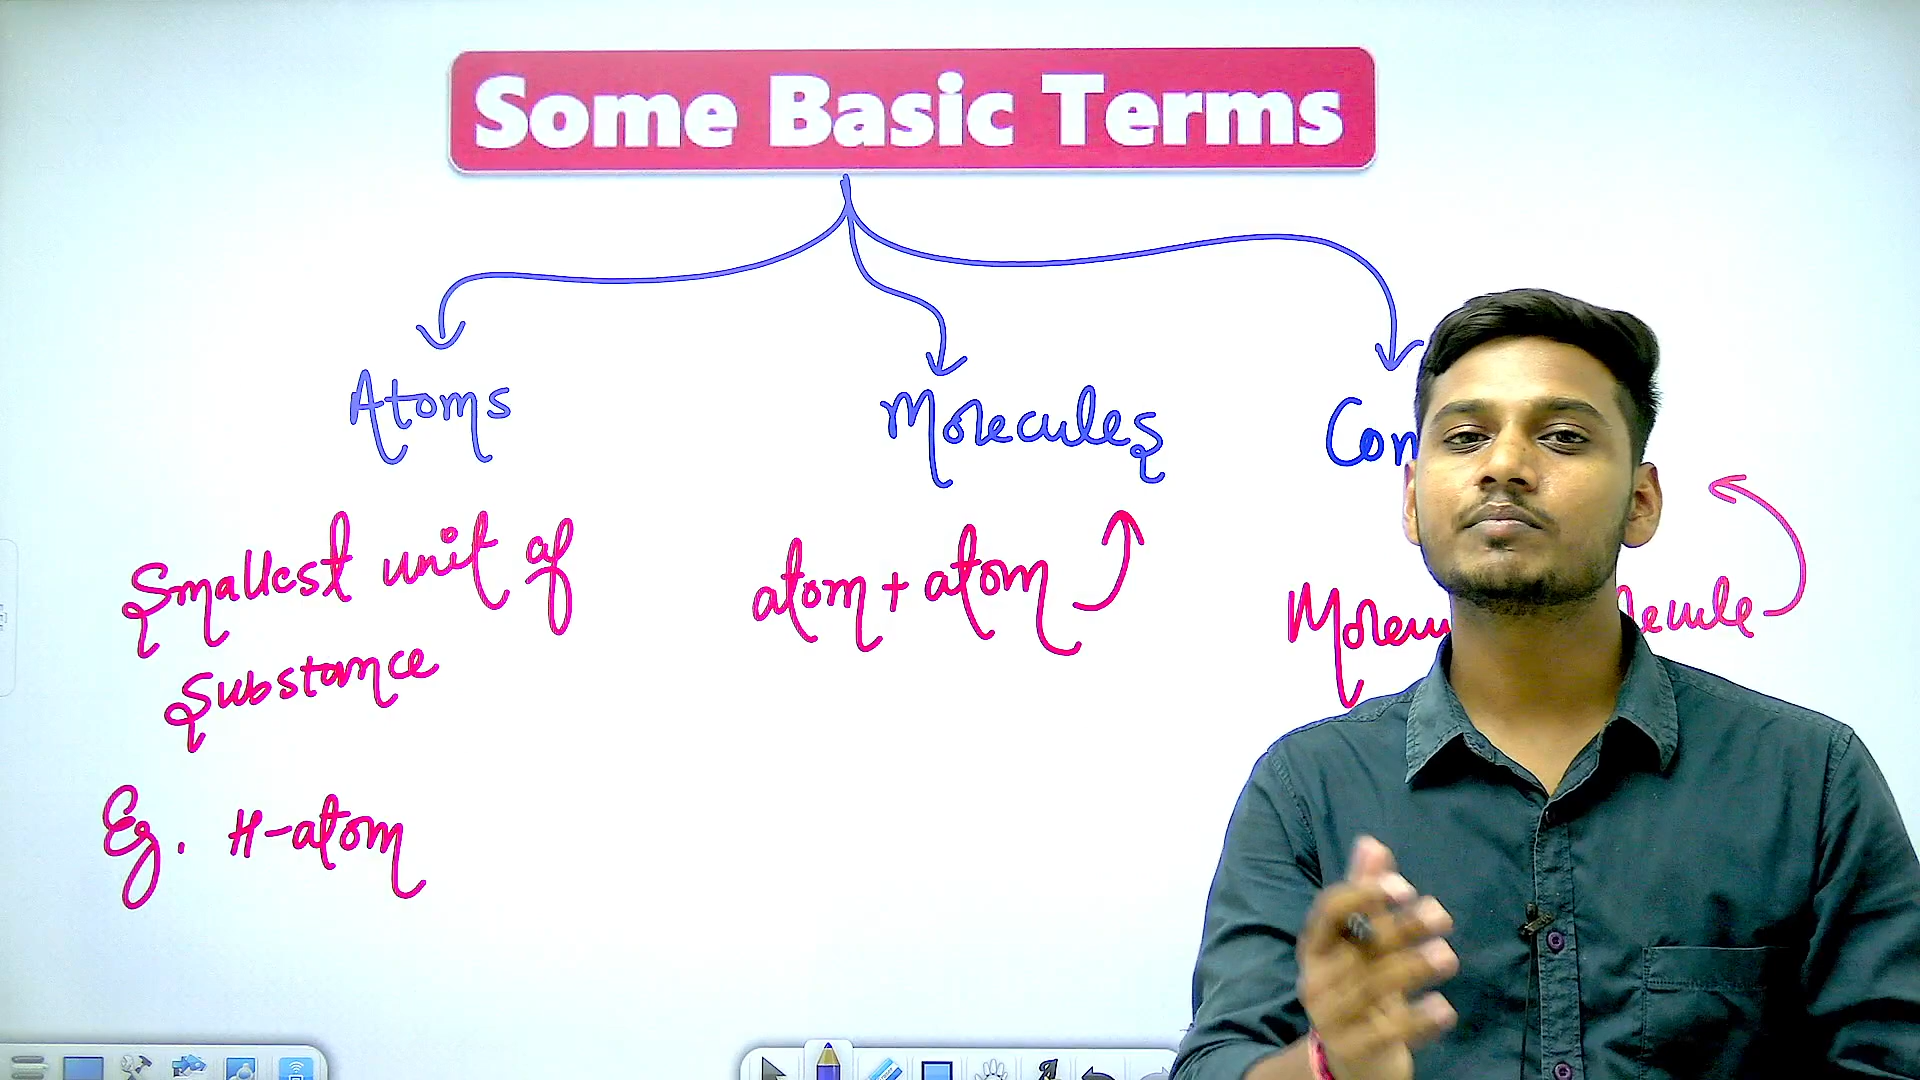 Some Basic Terms
Atoms
Molecules
Smallest unit of
Substance
atom + atom
Eg. H-atom